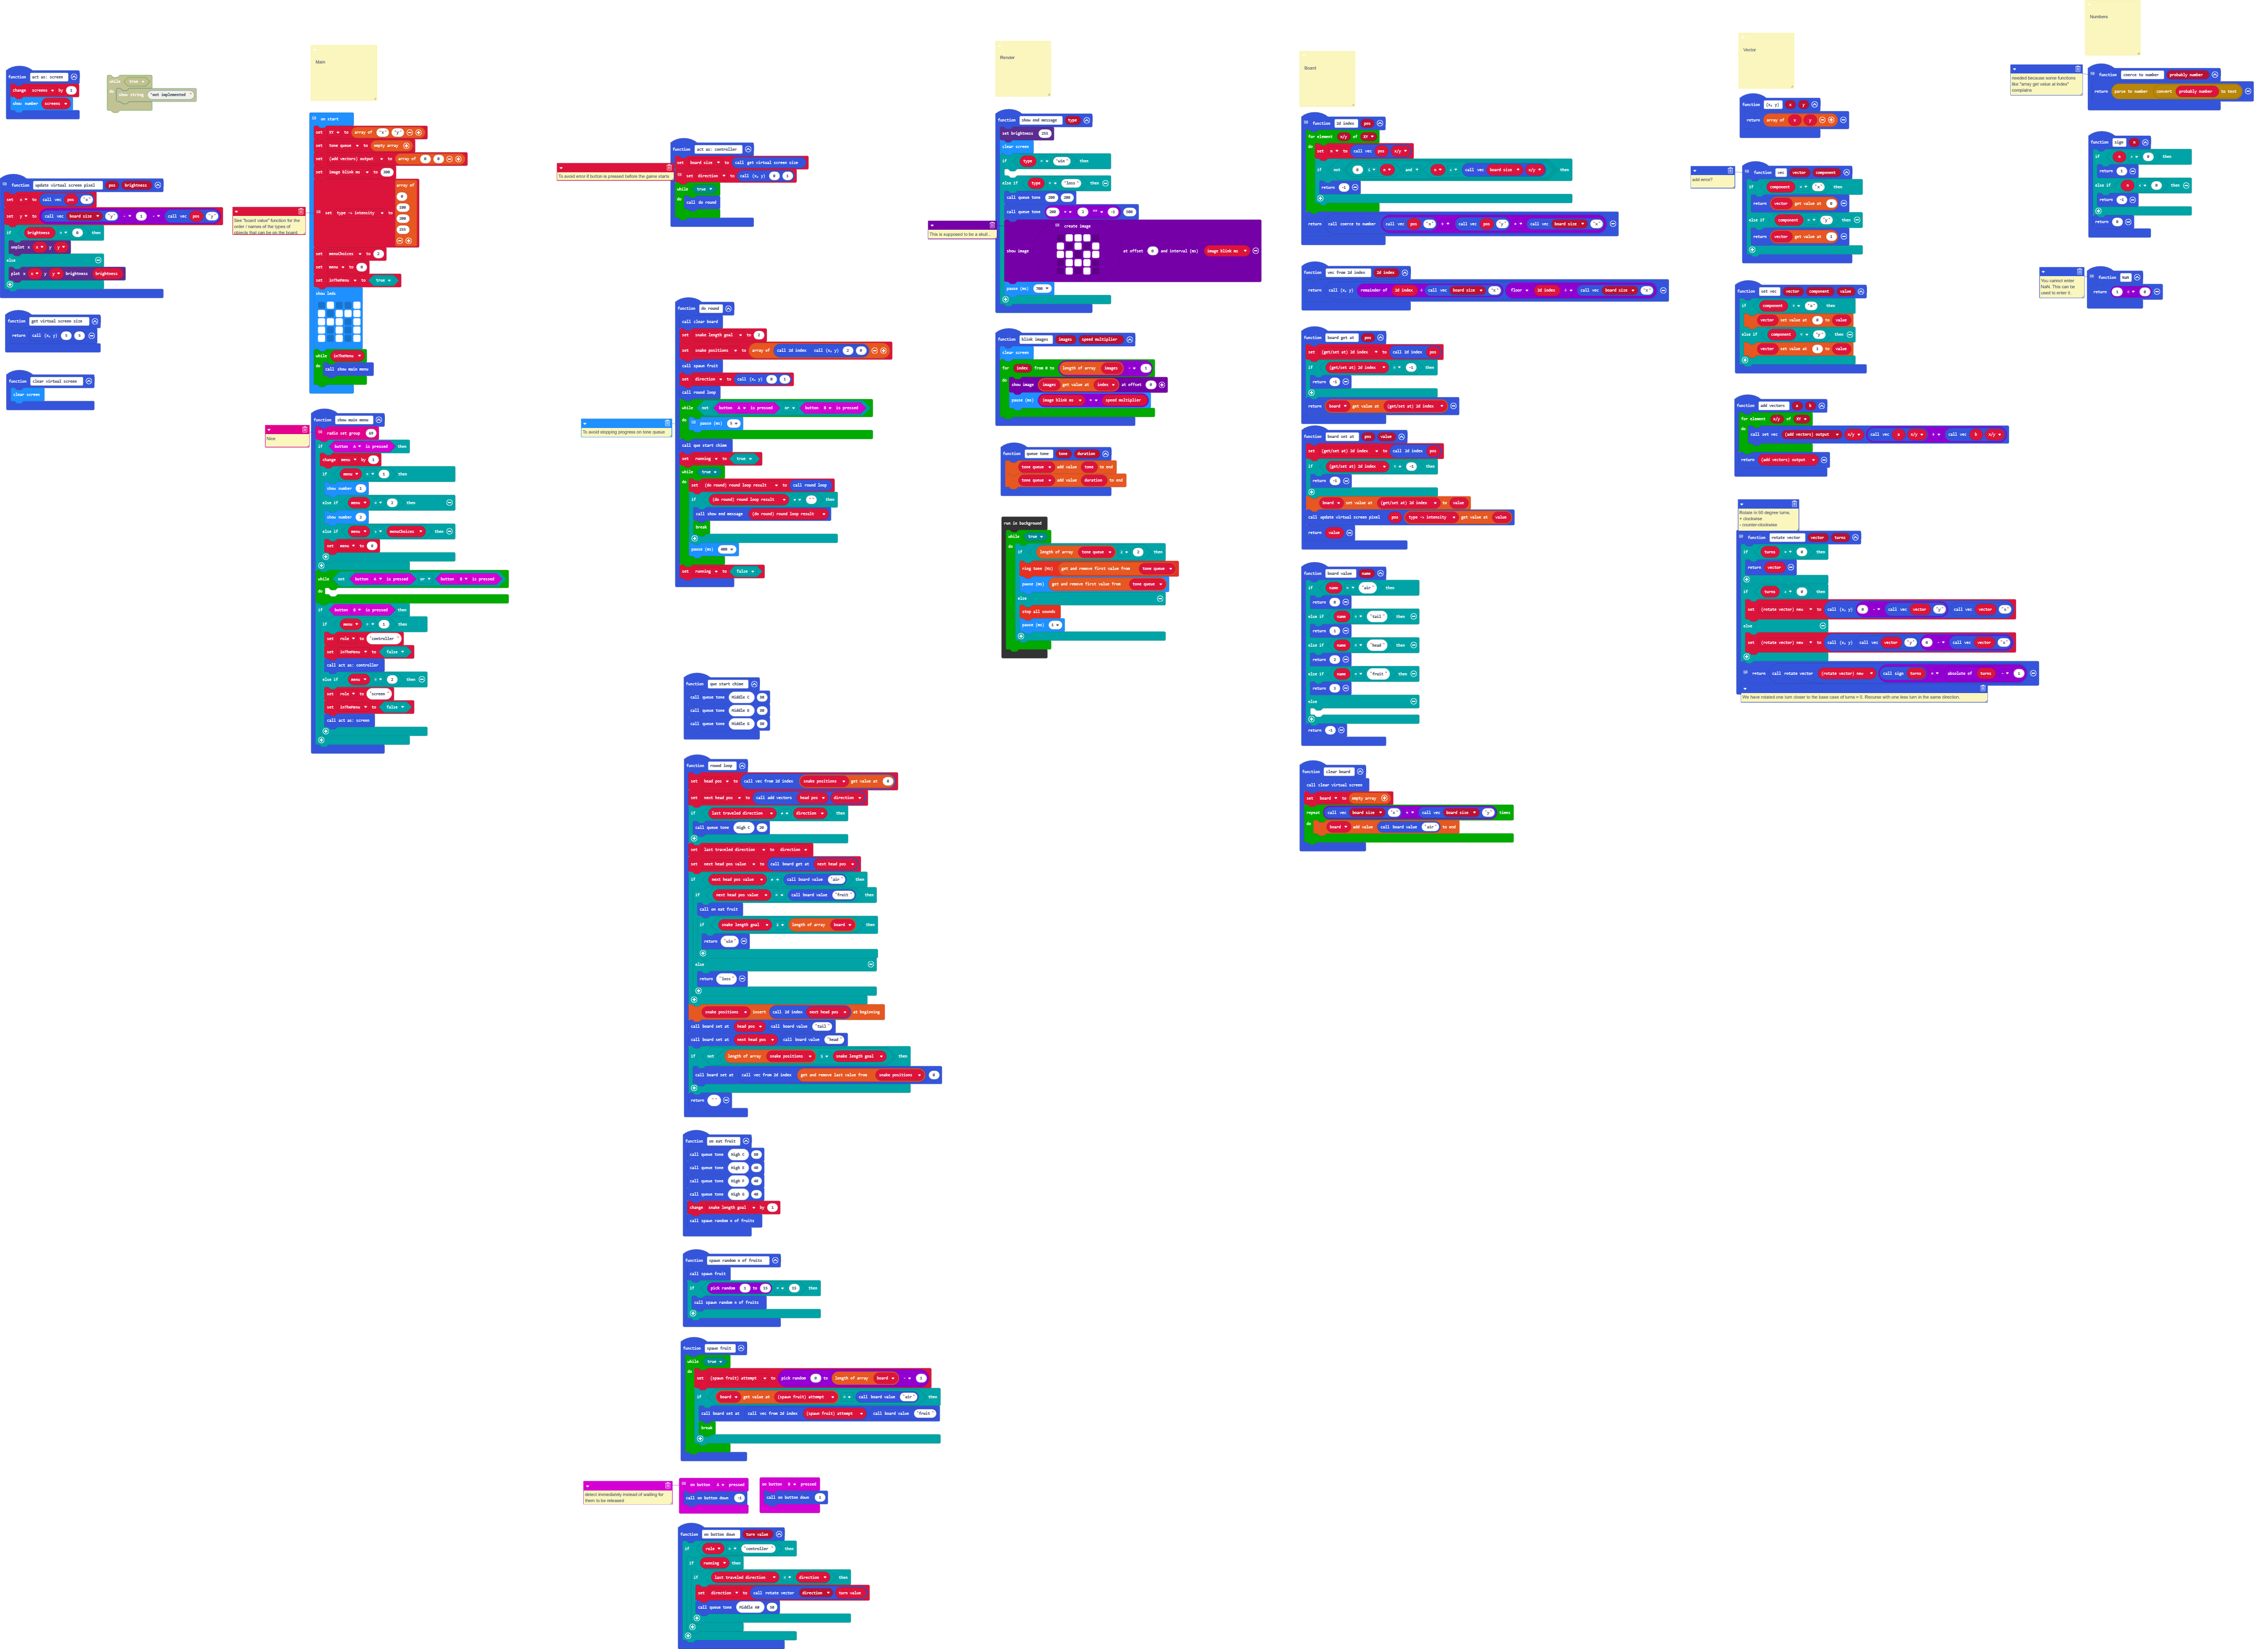 function act as: screen
change screens by
show number screens
while true
do show string "not implemented"
function update virtual screen pixel pos brightness
set x to call vec pos "x"
set y to call vec board size "y" - 1 - call vec pos "y"
if brightness = 0 then
unplot x x y y
else
plot x x y y brightness brightness
function get virtual screen size
return call (x, y)
function clear virtual screen
clear screen
Main
on start
set XY to array of "x" "y"
set tone queue to empty array
set (add vectors) output to array of 0 0
set image blink ms to 300
array of
0
100
200
255
set type -> intensity to
See "board value" function for the
order / names of the types of
objects that can be on the board.
set menuChoices to
set menu to 0
set inTheMenu to true
show leds
while inTheMenu
do call show main menu
Nice
function show main menu
radio set group 69
if button A is pressed then
change menu by 1
if menu = 1 then
show number 1
else if menu = 2 then
show number 2
else if menu > menuChoices then
set menu to 0
while not button A is pressed or button B is pressed
do
if button B is pressed then
if menu = 1 then
set role to "controller"
set inTheMenu to false
call act as: controller
else if menu = 2 then
set role to "screen"
set inTheMenu to false
call act as: screen
function act as: controller
set board size to call get virtual screen size
To avoid error if button is pressed before the game starts
set direction to call (x, y) 0 1
while true
do call do round
function do round
call clear board
set snake length goal to 2
set snake positions to array of call 1d index call (x, y) 2 0
call spawn fruit
set direction to call (x, y) 0 1
call round loop
while not button A is pressed or button B is pressed
To avoid stopping progress on tone queue
do pause (ms) 5
call que start chime
set running to true
while true
do set (do round) round loop result to call round loop
if (do round) round loop result ≠ "" then
call show end message (do round) round loop result
break
pause (ms) 400
set running to false
function que start chime
call queue tone Middle C 80
call queue tone Middle E 80
call queue tone Middle G 80
function round loop
set head pos to call vec from 1d index snake positions get value at 0
set next head pos to call add vectors head pos direction
if last traveled direction ≠ direction then
call queue tone High C 20
set last traveled direction to direction
set next head pos value to call board get at next head pos
if next head pos value ≠ call board value "air" then
if next head pos value = call board value "fruit" then
call on eat fruit
if snake length goal ≥ length of array board then
return "win"
else
return "loss"
snake positions insert call 1d index next head pos at beginning
call board set at head pos call board value "tail"
call board set at next head pos call board value "head"
if not length of array snake positions ≤ snake length goal then
call board set at call vec from 1d index get and remove last value from snake positions 0
return ""
function on eat fruit
call queue tone High C 80
call queue tone High D 40
call queue tone High F 40
call queue tone High G 40
change snake length goal by 1
call spawn random n of fruits
function spawn random n of fruits
call spawn fruit
if pick random 1 to 15 = 15 then
call spawn random n of fruits
function spawn fruit
while true
do set (spawn fruit) attempt to pick random 0 to length of array board - 1
if board get value at (spawn fruit) attempt = call board value "air" then
call board set at call vec from 1d index (spawn fruit) attempt call board value "fruit"
break
detect immediately instead of waiting for
them to be released
on button A pressed
call on button down -1
on button B pressed
call on button down 1
function on button down turn value
if role = "controller" then
if running then
if last traveled direction = direction then
set direction to call rotate vector direction turn value
call queue tone Middle A# 50
Render
function show end message type
set brightness 255
clear screen
if type = "win" then
else if type = "loss" then
call queue tone 200 200
call queue tone 200 × 2 ** -1 500
This is supposed to be a skull...
create image
show image at offset 0 and interval (ms) image blink ms
pause (ms) 700
function blink images images speed multiplier
clear screen
for index from 0 to length of array images - 1
do show image images get value at index at offset 0
pause (ms) image blink ms × speed multiplier
function queue tone tone duration
tone queue add value tone to end
tone queue add value duration to end
run in background
while true
do if length of array tone queue ≥ 2 then
ring tone (Hz) get and remove first value from tone queue
pause (ms) get and remove first value from tone queue
else
stop all sounds
pause (ms) 1
Board
function 1d index pos
for element x/y of XY
do set n to call vec pos x/y
if not 0 ≤ n and n < call vec board size x/y then
return -1
return call coerce to number call vec pos "x" + call vec pos "y" × call vec board size "x"
function vec from 1d index 1d index
return call (x, y) remainder of 1d index ÷ call vec board size "x" floor 1d index ÷ call vec board size "x"
function board get at pos
set (get/set at) 1d index to call 1d index pos
if (get/set at) 1d index = -1 then
return -1
return board get value at (get/set at) 1d index
function board set at pos value
set (get/set at) 1d index to call 1d index pos
if (get/set at) 1d index = -1 then
return -1
board set value at (get/set at) 1d index to value
call update virtual screen pixel pos type -> intensity get value at value
return value
function board value name
if name = "air" then
return 0
else if name = "tail" then
return 1
else if name = "head" then
return 2
else if name = "fruit" then
return 3
else
return -1
function clear board
call clear virtual screen
set board to empty array
repeat call vec board size "x" × call vec board size "y" times
do board add value call board value "air" to end
Vector
function (x, y) x y
return array of x y
add error?
function vec vector component
if component = "x" then
return vector get value at 0
else if component = "y" then
return vector get value at 1
function set vec vector component value
if component = "x" then
vector set value at 0 to value
else if component = "y" then
vector set value at 1 to value
function add vectors a b
for element x/y of XY
do call set vec (add vectors) output x/y call vec a x/y + call vec b x/y
return (add vectors) output
Rotate in 90 degree turns
+ clockwise
- counter-clockwise
function rotate vector vector turns
if turns = 0 then
return vector
if turns < 0 then
set (rotate vector) new to call (x, y) 0 - call vec vector "y" call vec vector "x"
else
set (rotate vector) new to call (x, y) call vec vector "y" 0 - call vec vector "x"
return call rotate vector (rotate vector) new call sign turns × absolute of turns - 1
We have rotated one turn closer to the base case of turns = 0. Recurse with one less turn in the same direction.
Numbers
needed because some functions
like "array get value at index"
complains
function coerce to number probably number
return parse to number convert probably number to text
function sign n
if n > 0 then
return 1
else if n < 0 then
return -1
return 0
You cannot enter
NaN. This can be
used to enter it.
function NaN
return ÷ 0